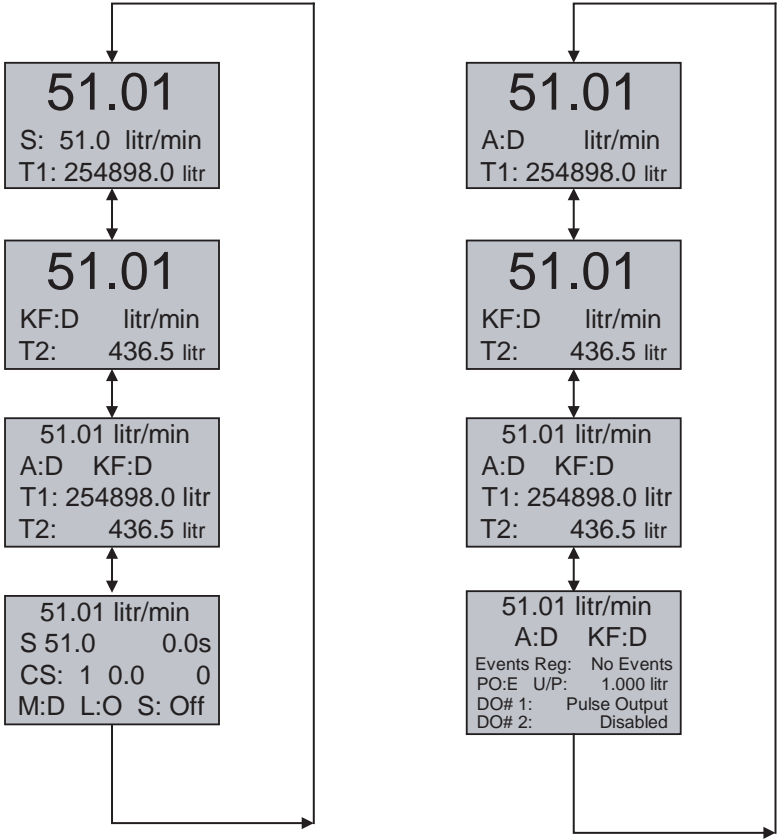 51.01
S: 51.0 litr/min
T1: 254898.0 litr
51.01
KF:D litr/min
T2: 436.5 litr
51.01 litr/min
A:D KF:D
T1: 254898.0 litr
T2: 436.5 litr
51.01 litr/min
S 51.0 0.0s
CS: 1 0.0 0
M:D L:O S: Off
51.01
A:D litr/min
T1: 254898.0 litr
51.01
KF:D litr/min
T2: 436.5 litr
51.01 litr/min
A:D KF:D
T1: 254898.0 litr
T2: 436.5 litr
51.01 litr/min
A:D KF:D
Events Reg: No Events
PO:E U/P: 1.000 litr
DO# 1: Pulse Output
DO# 2: Disabled